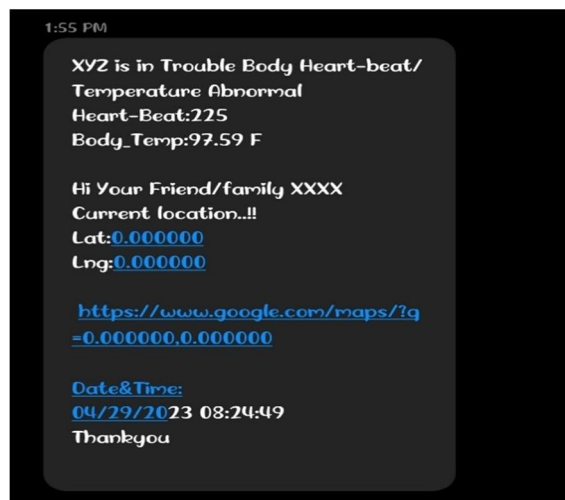 1:55 PM
XYZ is in Trouble Body Heart-beat/
Temperature Abnormal
Heart-Beat:225
Body_Temp:97.59 F
Hi Your Friend/family XXXX
Current location..!!
Lat:0.000000
Lng:0.000000
https://www.google.com/maps/?q
=0.000000,0.000000
Date&Time:
04/29/2023 08:24:49
Thankyou